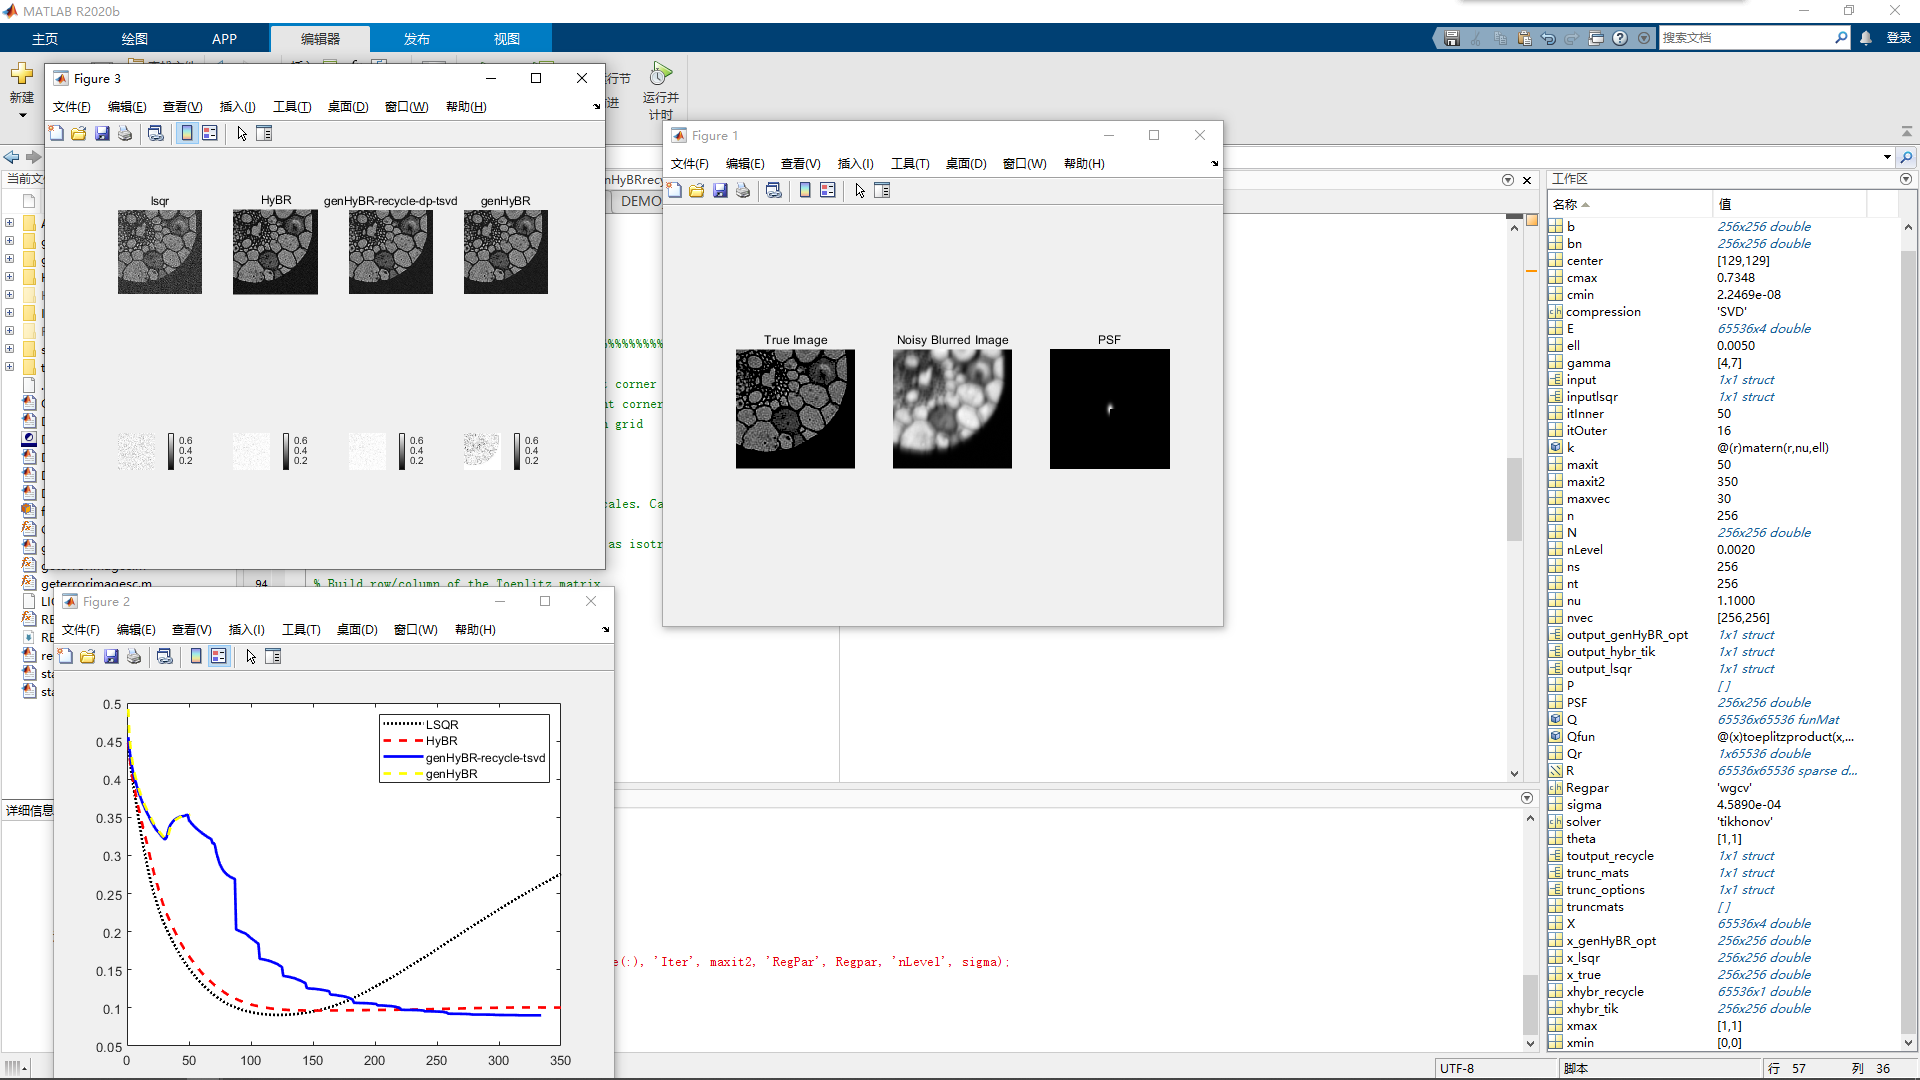 MATLAB R2020b
主页 绘图 APP 编辑器 发布 视图
搜索文档
登录
新建
运行并
计时
行节
进
Figure 3
文件(F) 编辑(E) 查看(V) 插入(I) 工具(T) 桌面(D) 窗口(W) 帮助(H)
lsqr HyBR genHyBR-recycle-dp-tsvd genHyBR
0.6 0.6 0.6 0.6
0.4 0.4 0.4 0.4
0.2 0.2 0.2 0.2
Figure 1
文件(F) 编辑(E) 查看(V) 插入(I) 工具(T) 桌面(D) 窗口(W) 帮助(H)
True Image Noisy Blurred Image PSF
DEMO
corner
corner
grid
ales. Ca
as isotr
94 % Build row/column of the Toeplitz matrix
geterrorimagesc.m
详细信息
Figure 2
文件(F) 编辑(E) 查看(V) 插入(I) 工具(T) 桌面(D) 窗口(W) 帮助(H)
LSQR
HyBR
genHyBR-recycle-tsvd
genHyBR
0.5
0.45
0.4
0.35
0.3
0.25
0.2
0.15
0.1
0.05
0 50 100 150 200 250 300 350
e(:), 'Iter', maxit2, 'RegPar', Regpar, 'nLevel', sigma);
工作区
名称 值
b 256x256 double
bn 256x256 double
center [129,129]
cmax 0.7348
cmin 2.2469e-08
compression 'SVD'
E 65536x4 double
ell 0.0050
gamma [4,7]
input 1x1 struct
inputlsqr 1x1 struct
itInner 50
itOuter 16
k @(r)matern(r,nu,ell)
maxit 50
maxit2 350
maxvec 30
n 256
N 256x256 double
nLevel 0.0020
ns 256
nt 256
nu 1.1000
nvec [256,256]
output_genHyBR_opt 1x1 struct
output_hybr_tik 1x1 struct
output_lsqr 1x1 struct
P [ ]
PSF 256x256 double
Q 65536x65536 funMat
Qfun @(x)toeplitzproduct(x,...
Qr 1x65536 double
R 65536x65536 sparse d...
Regpar 'wgcv'
sigma 4.5890e-04
solver 'tikhonov'
theta [1,1]
toutput_recycle 1x1 struct
trunc_mats 1x1 struct
trunc_options 1x1 struct
truncmats [ ]
X 65536x4 double
x_genHyBR_opt 256x256 double
x_lsqr 256x256 double
x_true 256x256 double
xhybr_recycle 65536x1 double
xhybr_tik 256x256 double
xmax [1,1]
xmin [0,0]
UTF-8 脚本 行 57 列 36